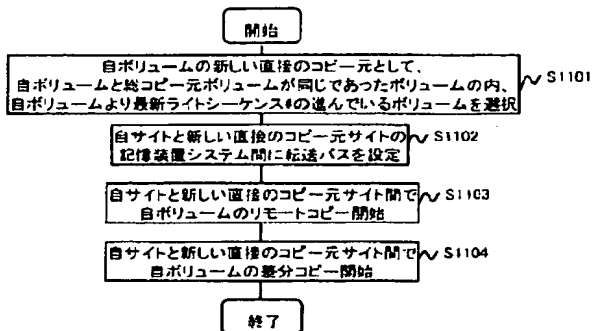 開始
自ボリュームの新しい直接のコピー元として、
自ボリュームと総コピー元ボリュームが同じであったボリュームの内、
自ボリュームより最新ライトシーケンス#の進んでいるボリュームを選択
S1101
自サイトと新しい直接のコピー元サイトの
記憶装置システム間に転送パスを設定
S1102
自サイトと新しい直接のコピー元サイト間で
自ボリュームのリモートコピー開始
S1103
自サイトと新しい直接のコピー元サイト間で
自ボリュームの差分コピー開始
S1104
終了